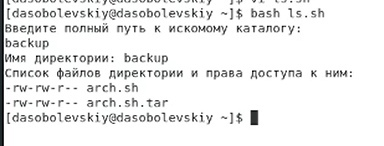 [dasobolevskiy@dasobolevskiy ~]$ vi ls.sh
[dasobolevskiy@dasobolevskiy ~]$ bash ls.sh
Введите полный путь к искомому каталогу:
backup
Имя директории: backup
Список файлов директории и права доступа к ним:
-rw-rw-r-- arch.sh
-rw-rw-r-- arch.sh.tar
[dasobolevskiy@dasobolevskiy ~]$